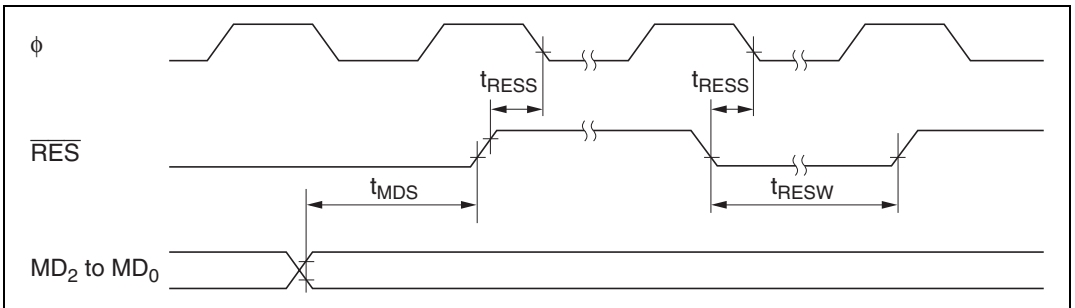 ϕ
tRESS
tRESS
RES
tMDS
tRESW
MD2 to MD0